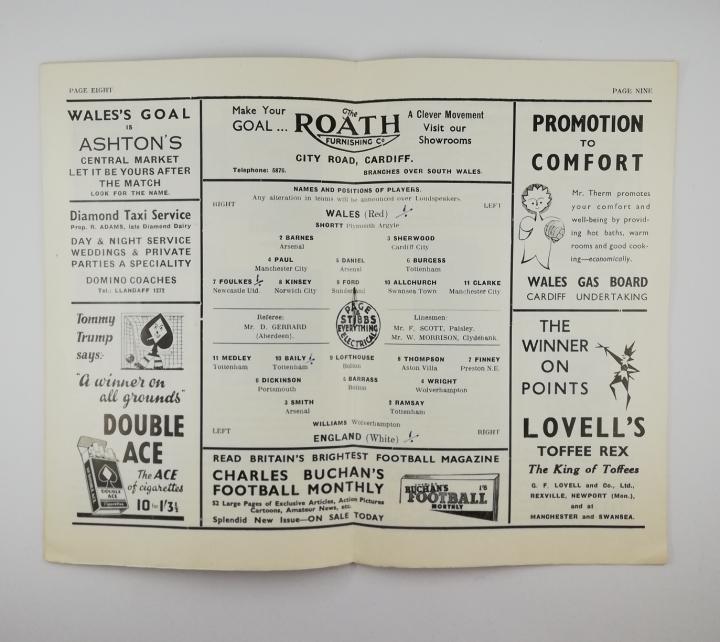 PAGE EIGHT
PAGE NINE
WALES'S GOAL
IS
ASHTON'S
CENTRAL MARKET
LET IT BE YOURS AFTER
THE MATCH
LOOK FOR THE NAME.
Diamond Taxi Service
Prop. R. ADAMS, late Diamond Dairy
DAY & NIGHT SERVICE
WEDDINGS & PRIVATE
PARTIES A SPECIALITY
DOMINO COACHES
Tel.: LLANDAFF 1272
Tommy
Trump
says:-
"A winner on
all grounds"
DOUBLE
ACE
The ACE
of cigarettes
10 for 1/3½
DOUBLE
ACE
Make Your
GOAL ...
The
ROATH
FURNISHING Co
A Clever Movement
Visit our
Showrooms
CITY ROAD, CARDIFF.
Telephone: 5876.
BRANCHES OVER SOUTH WALES.
NAMES AND POSITIONS OF PLAYERS.
Any alteration in teams will be announced over Loudspeakers.
RIGHT
LEFT
WALES (Red)
SHORTT Plymouth Argyle
2 BARNES
Arsenal
3 SHERWOOD
Cardiff City
4 PAUL
Manchester City
5 DANIEL
Arsenal
6 BURGESS
Tottenham
7 FOULKES
Newcastle Utd.
8 KINSEY
Norwich City
9 FORD
Sunderland
10 ALLCHURCH
Swansea Town
11 CLARKE
Manchester City
Referee:
Mr. D. GERRARD
(Aberdeen).
PAGE
&
STIBBS
EVERYTHING
ELECTRICAL
Linesmen:
Mr. F. SCOTT, Paisley.
Mr. W. MORRISON, Clydebank.
11 MEDLEY
Tottenham
10 BAILY
Tottenham
9 LOFTHOUSE
Bolton
8 THOMPSON
Aston Villa
7 FINNEY
Preston N.E.
6 DICKINSON
Portsmouth
5 BARRASS
Bolton
4 WRIGHT
Wolverhampton
3 SMITH
Arsenal
2 RAMSAY
Tottenham
WILLIAMS Wolverhampton
LEFT
RIGHT
ENGLAND (White)
READ BRITAIN'S BRIGHTEST FOOTBALL MAGAZINE
CHARLES BUCHAN'S
FOOTBALL MONTHLY
52 Large Pages of Exclusive Articles, Action Pictures
Cartoons, Amateur News, etc.
Splendid New Issue—ON SALE TODAY
BUCHAN'S
1'6
FOOTBALL
MONTHLY
PROMOTION
TO
COMFORT
Mr. Therm promotes
your comfort and
well-being by provid-
ing hot baths, warm
rooms and good cook-
ing—economically.
WALES GAS BOARD
CARDIFF UNDERTAKING
THE
WINNER
ON
POINTS
LOVELL'S
TOFFEE REX
The King of Toffees
G. F. LOVELL and Co., Ltd.,
REXVILLE, NEWPORT (Mon.),
and at
MANCHESTER and SWANSEA.